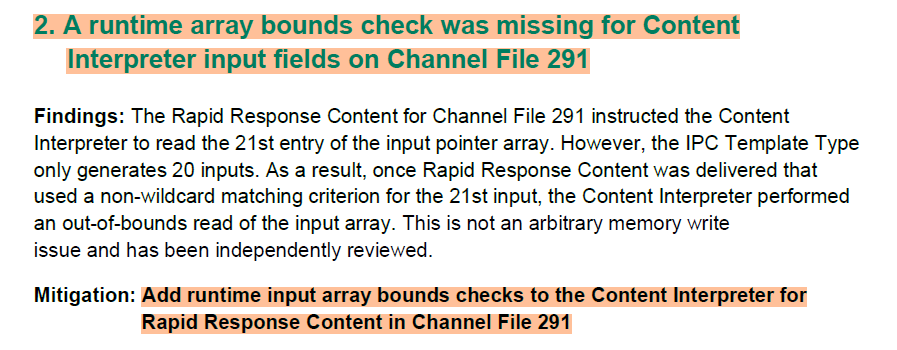 2. A runtime array bounds check was missing for Content
Interpreter input fields on Channel File 291
Findings: The Rapid Response Content for Channel File 291 instructed the Content
Interpreter to read the 21st entry of the input pointer array. However, the IPC Template Type
only generates 20 inputs. As a result, once Rapid Response Content was delivered that
used a non-wildcard matching criterion for the 21st input, the Content Interpreter performed
an out-of-bounds read of the input array. This is not an arbitrary memory write
issue and has been independently reviewed.
Mitigation: Add runtime input array bounds checks to the Content Interpreter for
Rapid Response Content in Channel File 291